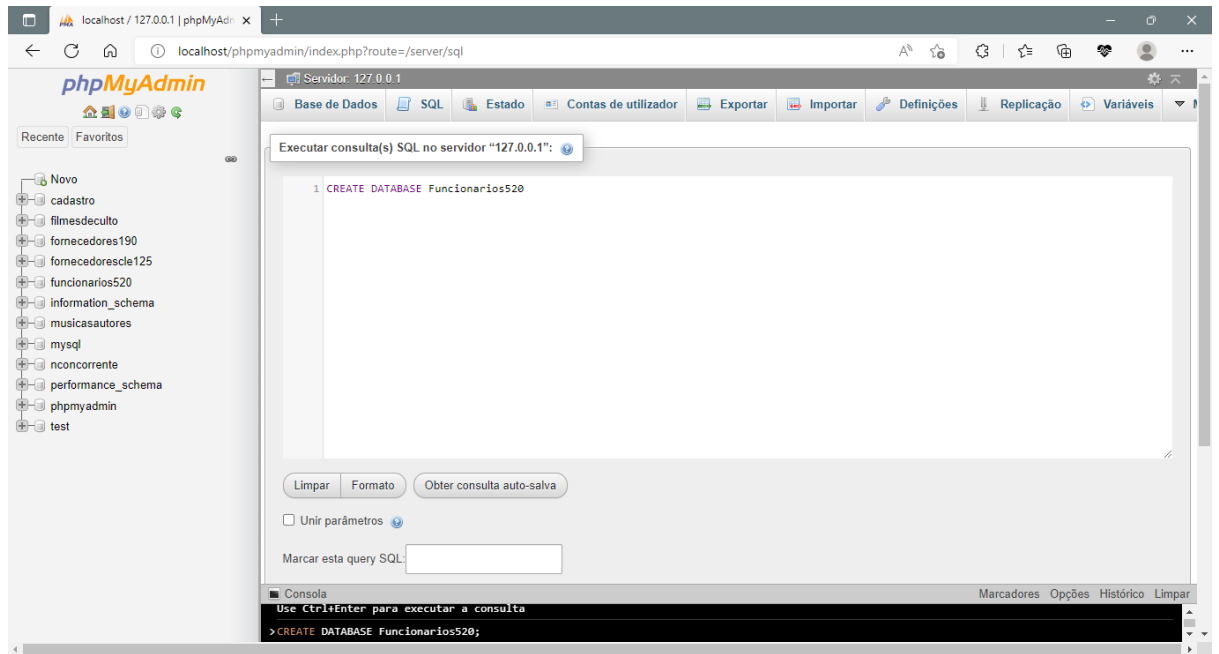 localhost / 127.0.0.1 | phpMyAdn
localhost/phpmyadmin/index.php?route=/server/sql
phpMyAdmin
Recente Favoritos
Novo
cadastro
filmesdeculto
fornecedores190
fornecedorescle125
funcionarios520
information_schema
musicasautores
mysql
nconcorrente
performance_schema
phpmyadmin
test
Servidor: 127.0.0.1
Base de Dados SQL Estado Contas de utilizador Exportar Importar Definições Replicação Variáveis
Executar consulta(s) SQL no servidor “127.0.0.1”:
1 CREATE DATABASE Funcionarios520
Limpar Formato Obter consulta auto-salva
Unir parâmetros
Marcar esta query SQL:
Consola Marcadores Opções Histórico Limpar
Use Ctrl+Enter para executar a consulta
>CREATE DATABASE Funcionarios520;